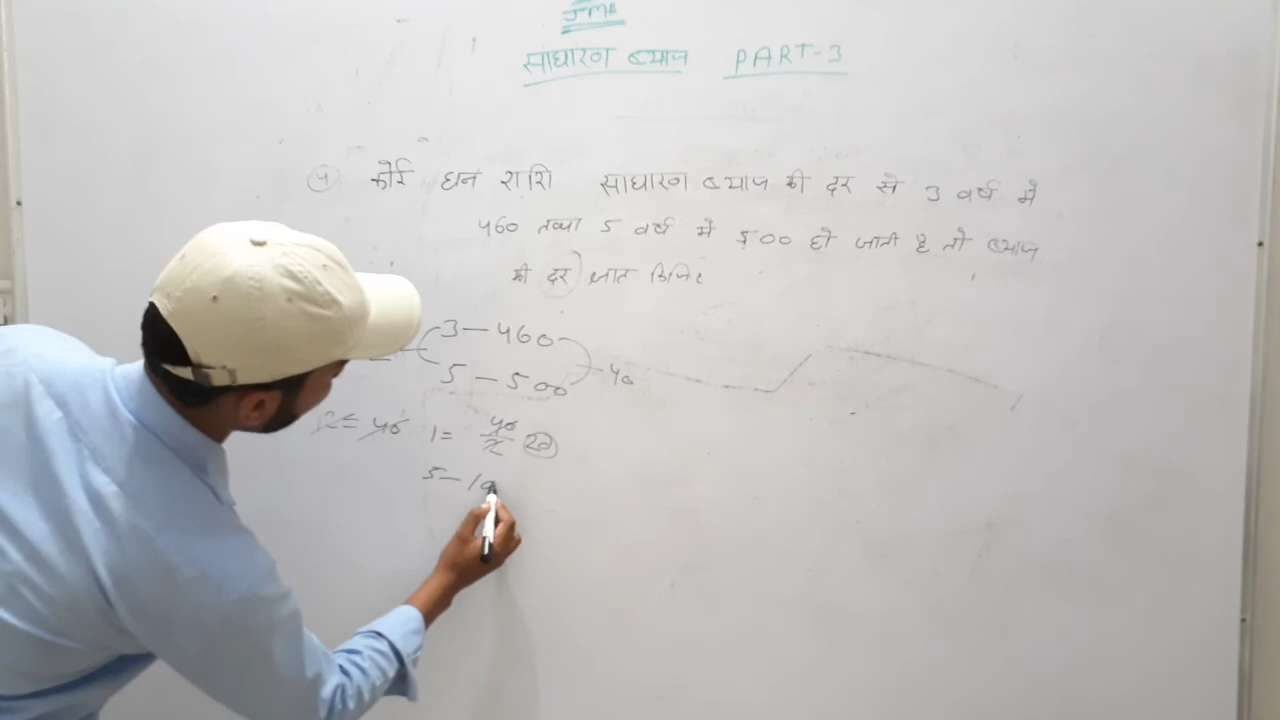 JMA
साधारण ब्याज PART-3
4 कोई धन राशि साधारण ब्याज की दर से 3 वर्ष में
460 तथा 5 वर्ष में 500 हो जाती है तो ब्याज
की दर ज्ञात किजिए
3 - 460
5 - 500 - 40
2 = 40 1 = 40/2 20
5 - 10